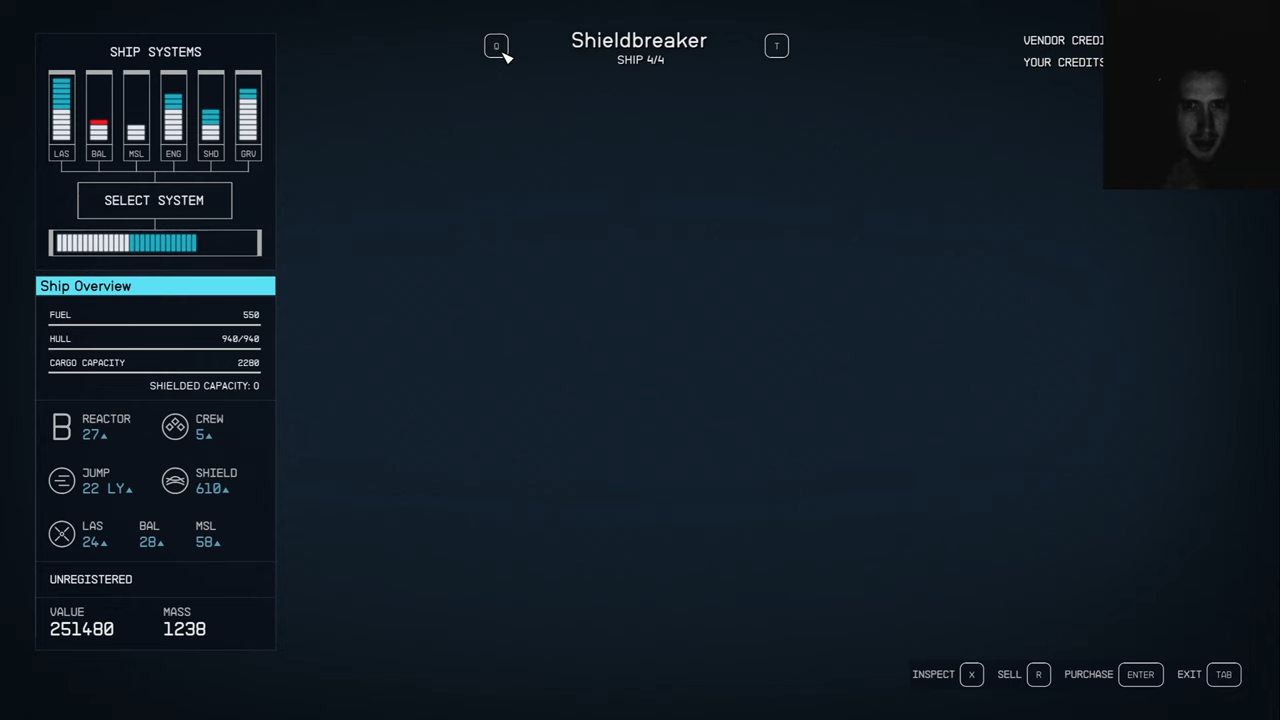 SHIP SYSTEMS
LAS BAL MSL ENG SHD GRV
SELECT SYSTEM
Q
Shieldbreaker
SHIP 4/4
T
VENDOR CREDI
YOUR CREDITS
Ship Overview
FUEL 550
HULL 940/940
CARGO CAPACITY 2280
SHIELDED CAPACITY: 0
B REACTOR 27
CREW 5
JUMP 22 LY
SHIELD 610
LAS BAL MSL
24 28 58
UNREGISTERED
VALUE MASS
251480 1238
INSPECT X SELL R PURCHASE ENTER EXIT TAB